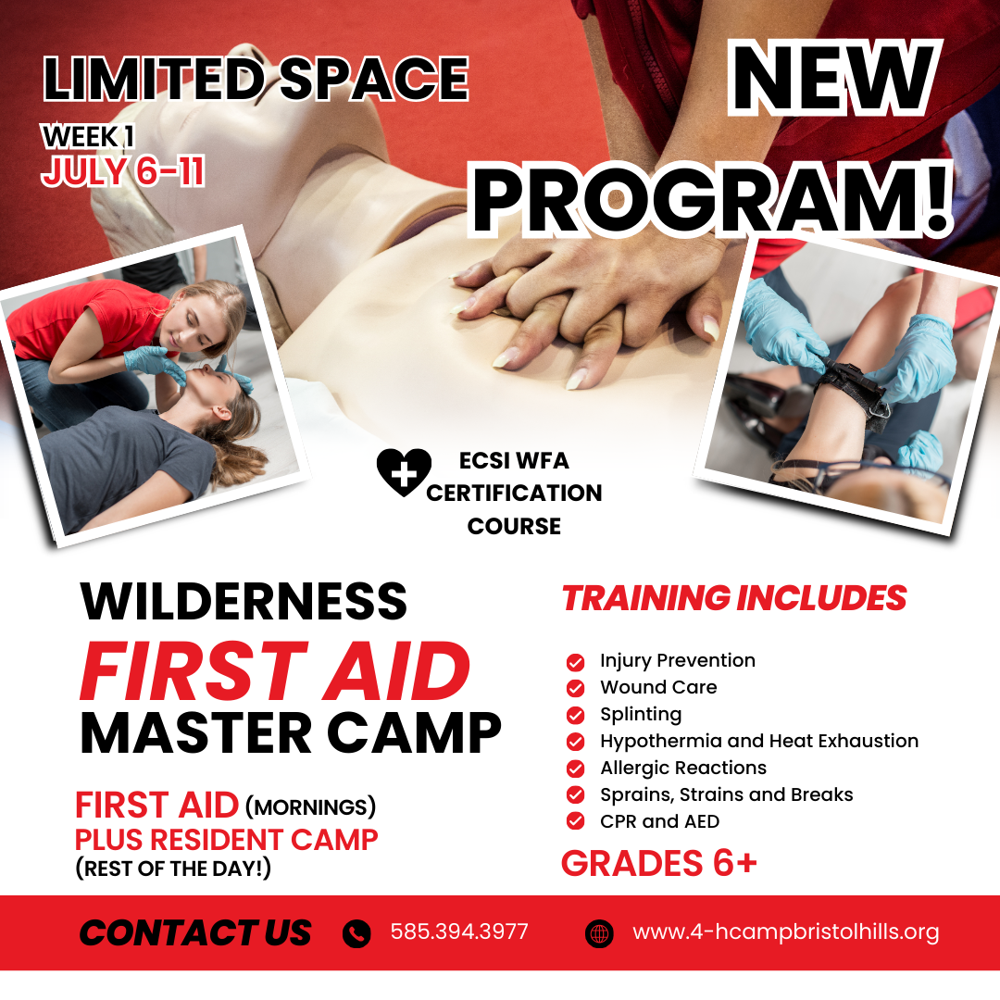 LIMITED SPACE
WEEK 1
JULY 6-11
NEW
PROGRAM!
ECSI WFA
CERTIFICATION
COURSE
WILDERNESS
FIRST AID
MASTER CAMP
FIRST AID (MORNINGS)
PLUS RESIDENT CAMP
(REST OF THE DAY!)
TRAINING INCLUDES
Injury Prevention
Wound Care
Splinting
Hypothermia and Heat Exhaustion
Allergic Reactions
Sprains, Strains and Breaks
CPR and AED
GRADES 6+
CONTACT US 585.394.3977 www.4-hcampbristolhills.org